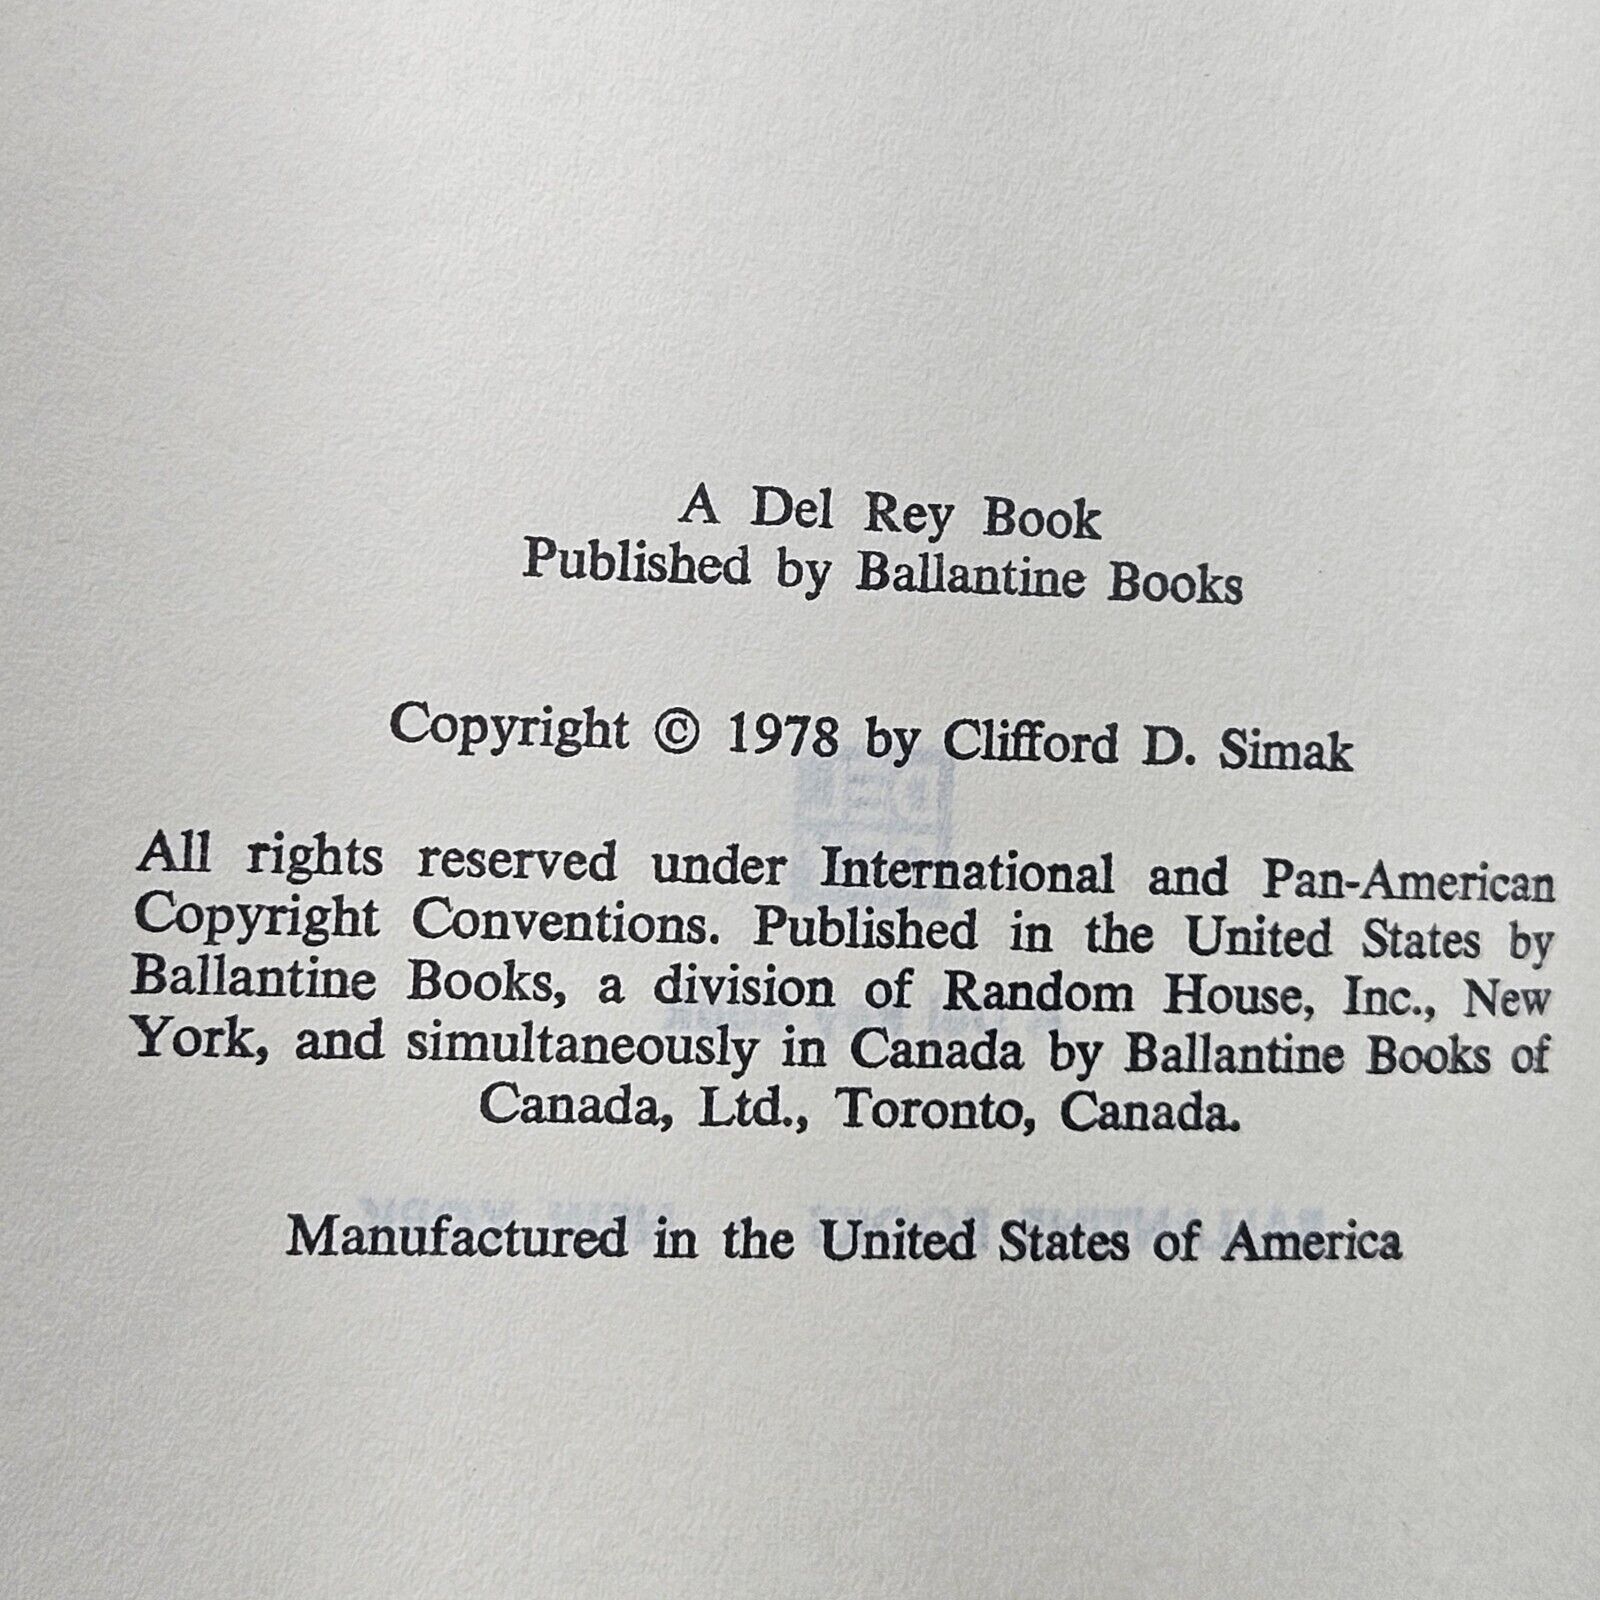 A Del Rey Book
Published by Ballantine Books
Copyright © 1978 by Clifford D. Simak
All rights reserved under International and Pan-American
Copyright Conventions. Published in the United States by
Ballantine Books, a division of Random House, Inc., New
York, and simultaneously in Canada by Ballantine Books of
Canada, Ltd., Toronto, Canada.
Manufactured in the United States of America